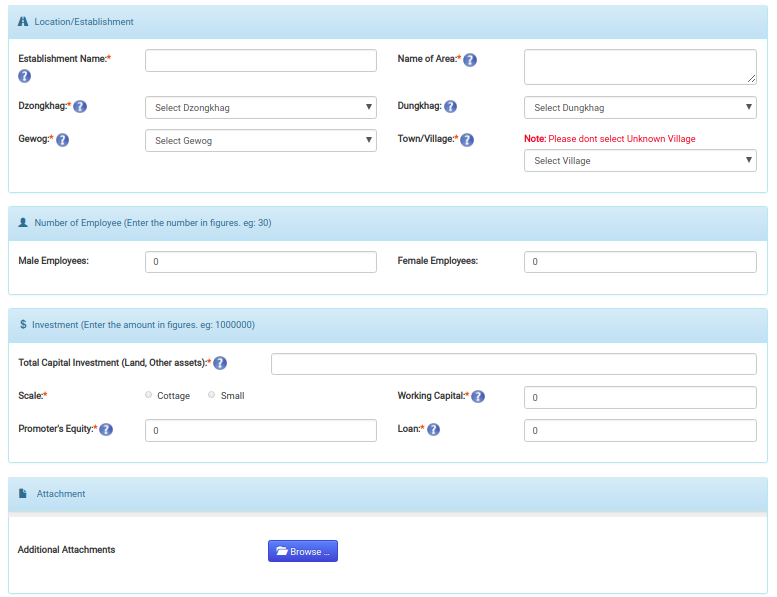 Location/Establishment
Establishment Name:* Name of Area:* ?
?
Dzongkhag:* ? Select Dzongkhag Dungkhag: ? Select Dungkhag
Gewog:* ? Select Gewog Town/Village:* ? Note: Please dont select Unknown Village
Select Village
Number of Employee (Enter the number in figures. eg: 30)
Male Employees: 0 Female Employees: 0
$ Investment (Enter the amount in figures. eg: 1000000)
Total Capital Investment (Land, Other assets):* ?
Scale:* Cottage Small Working Capital:* ? 0
Promoter's Equity:* ? 0 Loan:* ? 0
Attachment
Additional Attachments Browse ...